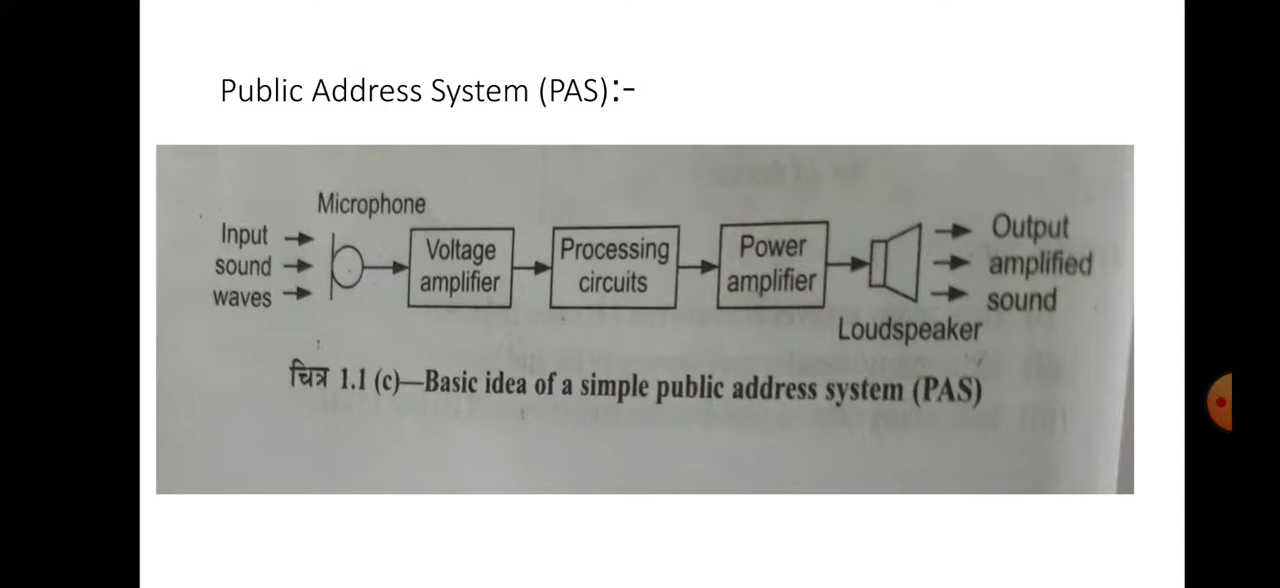 Public Address System (PAS):-
Microphone
Input
sound
waves
Voltage
amplifier
Processing
circuits
Power
amplifier
Loudspeaker
Output
amplified
sound
चित्र 1.1 (c)—Basic idea of a simple public address system (PAS)